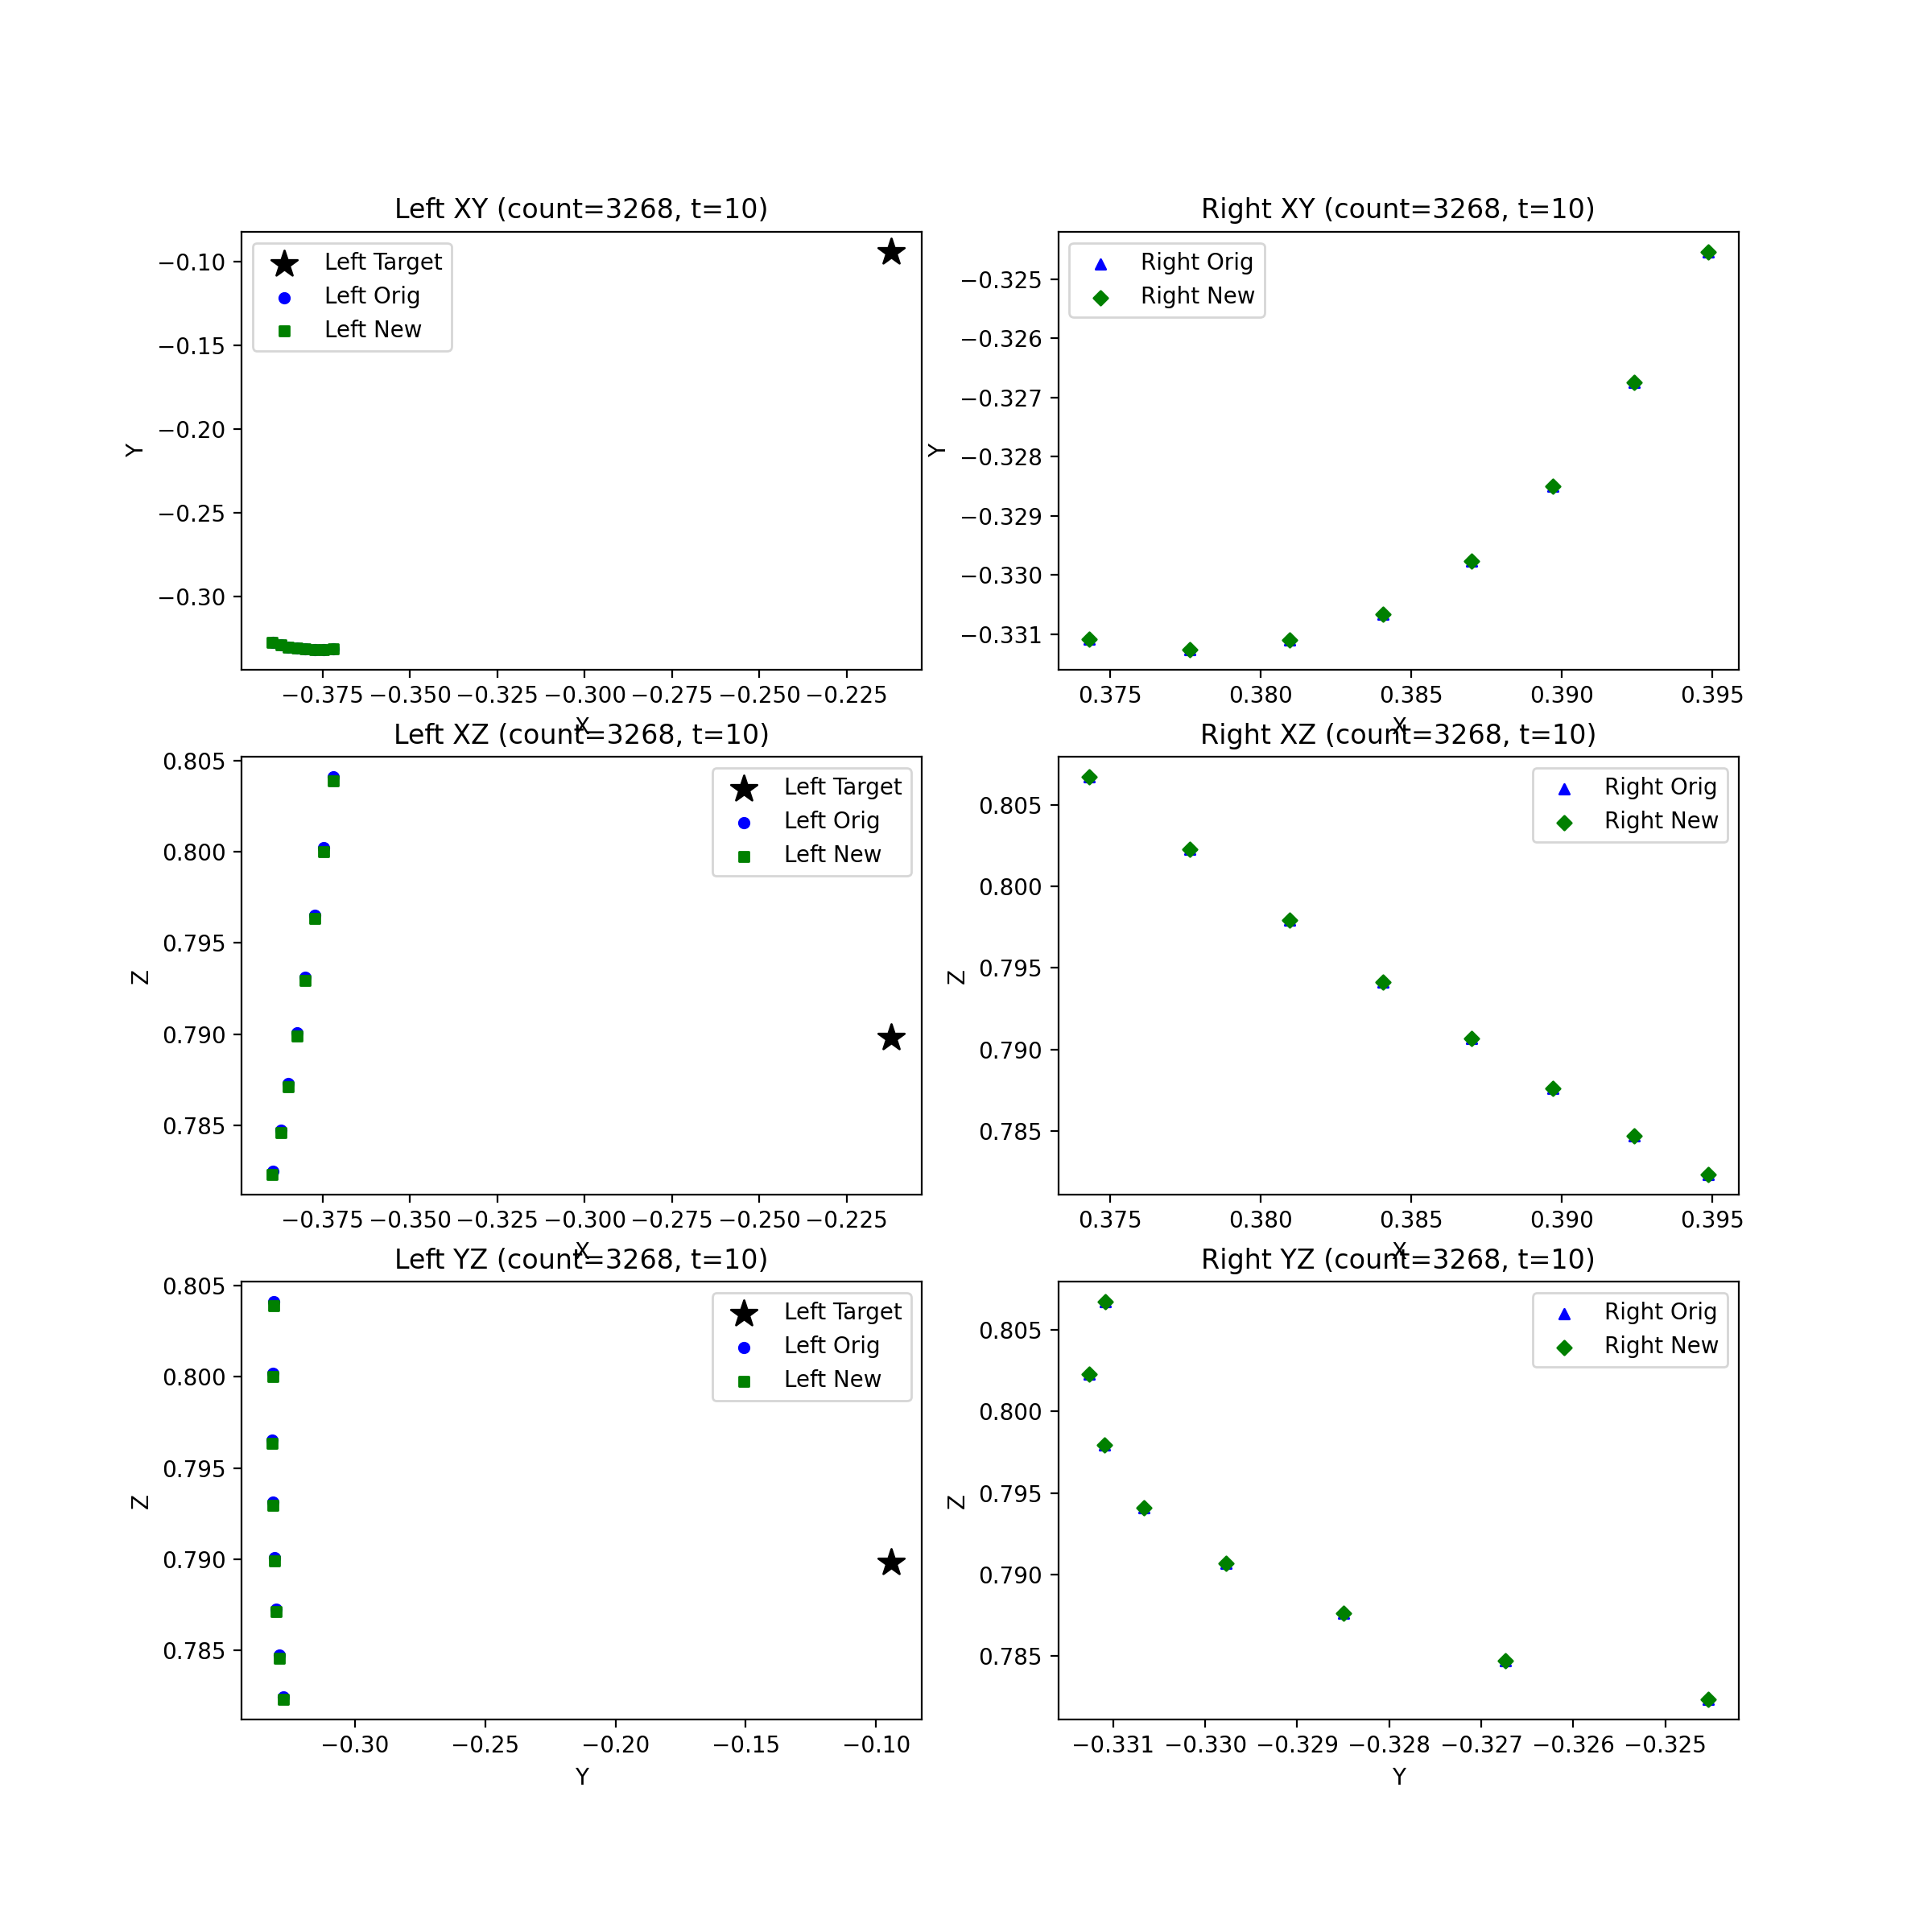 Left XY (count=3268, t=10)
Left Target
Left Orig
Left New
Y
−0.10
−0.15
−0.20
−0.25
−0.30
−0.375 −0.350 −0.325 −0.300 −0.275 −0.250 −0.225
X
Right XY (count=3268, t=10)
Right Orig
Right New
Y
−0.325
−0.326
−0.327
−0.328
−0.329
−0.330
−0.331
0.375 0.380 0.385 0.390 0.395
X
Left XZ (count=3268, t=10)
Left Target
Left Orig
Left New
Z
0.805
0.800
0.795
0.790
0.785
−0.375 −0.350 −0.325 −0.300 −0.275 −0.250 −0.225
X
Right XZ (count=3268, t=10)
Right Orig
Right New
Z
0.805
0.800
0.795
0.790
0.785
0.375 0.380 0.385 0.390 0.395
X
Left YZ (count=3268, t=10)
Left Target
Left Orig
Left New
Z
0.805
0.800
0.795
0.790
0.785
−0.30 −0.25 −0.20 −0.15 −0.10
Y
Right YZ (count=3268, t=10)
Right Orig
Right New
Z
0.805
0.800
0.795
0.790
0.785
−0.331 −0.330 −0.329 −0.328 −0.327 −0.326 −0.325
Y